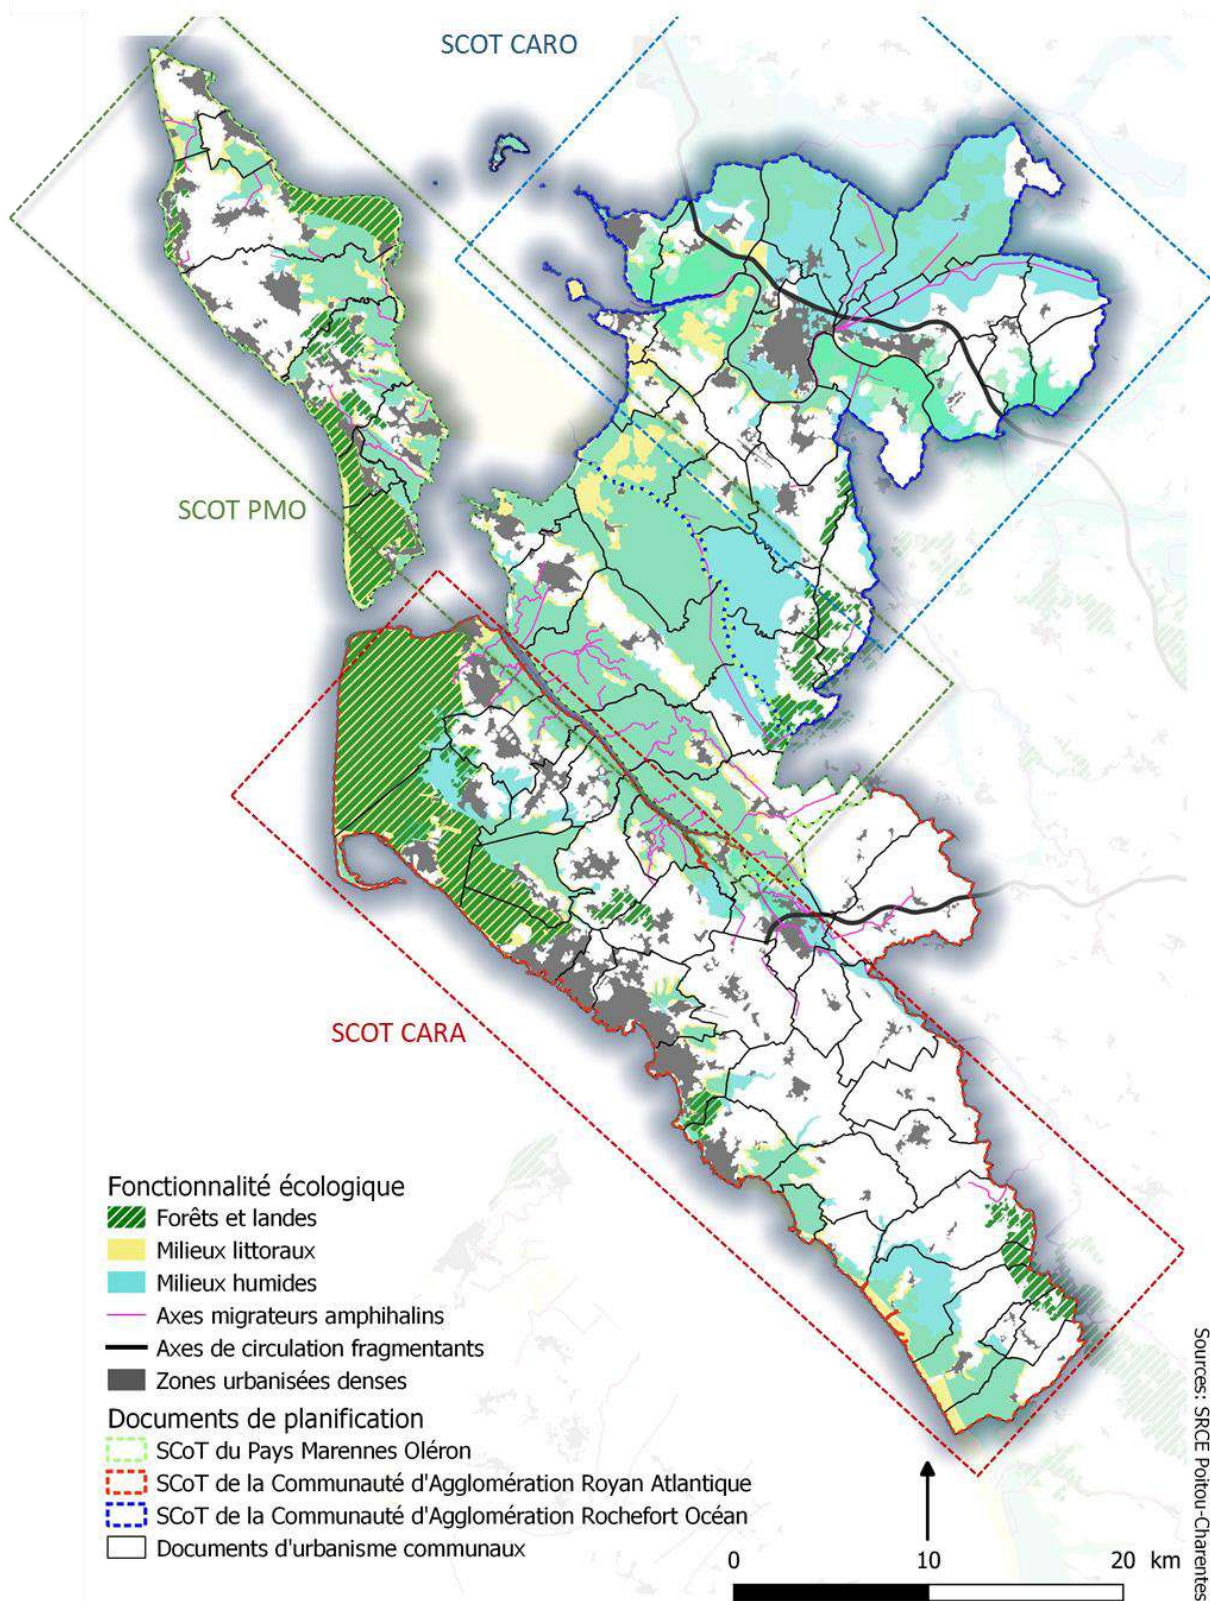 SCOT CARO
SCOT PMO
SCOT CARA
Fonctionnalité écologique
Forêts et landes
Milieux littoraux
Milieux humides
Axes migrateurs amphihalins
Axes de circulation fragmentants
Zones urbanisées denses
Documents de planification
SCoT du Pays Marennes Oléron
SCoT de la Communauté d'Agglomération Royan Atlantique
SCoT de la Communauté d'Agglomération Rochefort Océan
Documents d'urbanisme communaux
0 10 20 km
Sources: SRCE Poitou-Charentes